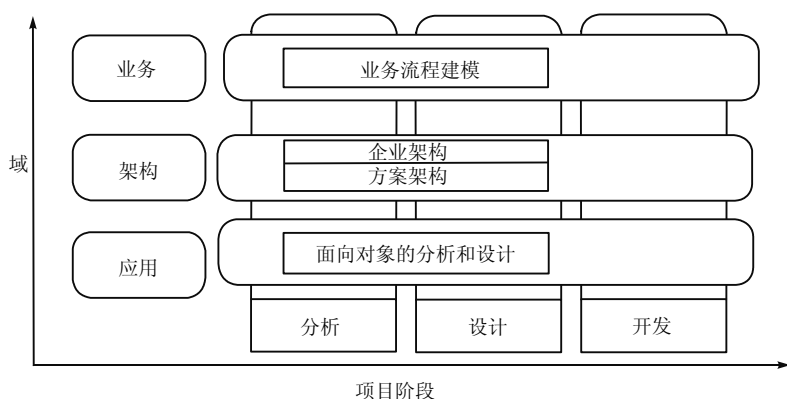 业务
业务流程建模
域
架构
企业架构
方案架构
应用
面向对象的分析和设计
分析
设计
开发
项目阶段